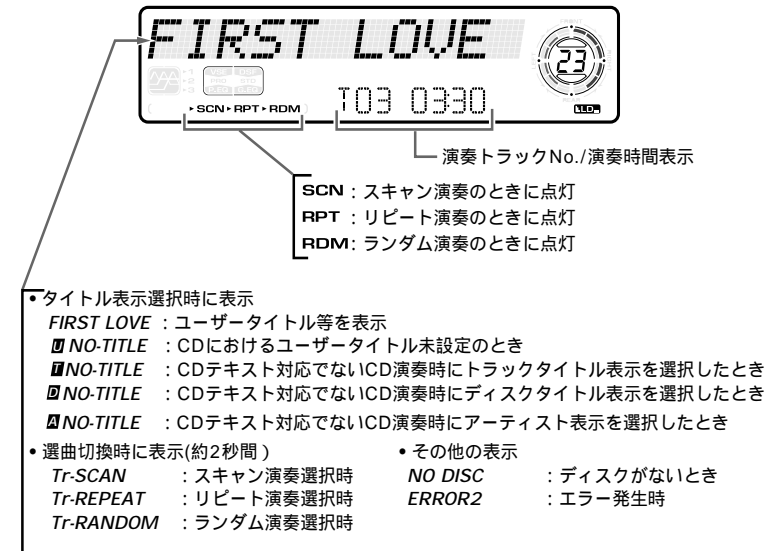 FIRST LOVE
23
1
2
3
SCN RPT RDM
T03 03:30
演奏トラックNo./演奏時間表示
SCN：スキャン演奏のときに点灯
RPT：リピート演奏のときに点灯
RDM：ランダム演奏のときに点灯
• タイトル表示選択時に表示
FIRST LOVE：ユーザータイトル等を表示
U NO-TITLE：CDにおけるユーザータイトル未設定のとき
T NO-TITLE：CDテキスト対応でないCD演奏時にトラックタイトル表示を選択したとき
D NO-TITLE：CDテキスト対応でないCD演奏時にディスクタイトル表示を選択したとき
A NO-TITLE：CDテキスト対応でないCD演奏時にアーティスト表示を選択したとき
• 選曲切換時に表示(約2秒間)
Tr-SCAN：スキャン演奏選択時
Tr-REPEAT：リピート演奏選択時
Tr-RANDOM：ランダム演奏選択時
• その他の表示
NO DISC：ディスクがないとき
ERROR2：エラー発生時